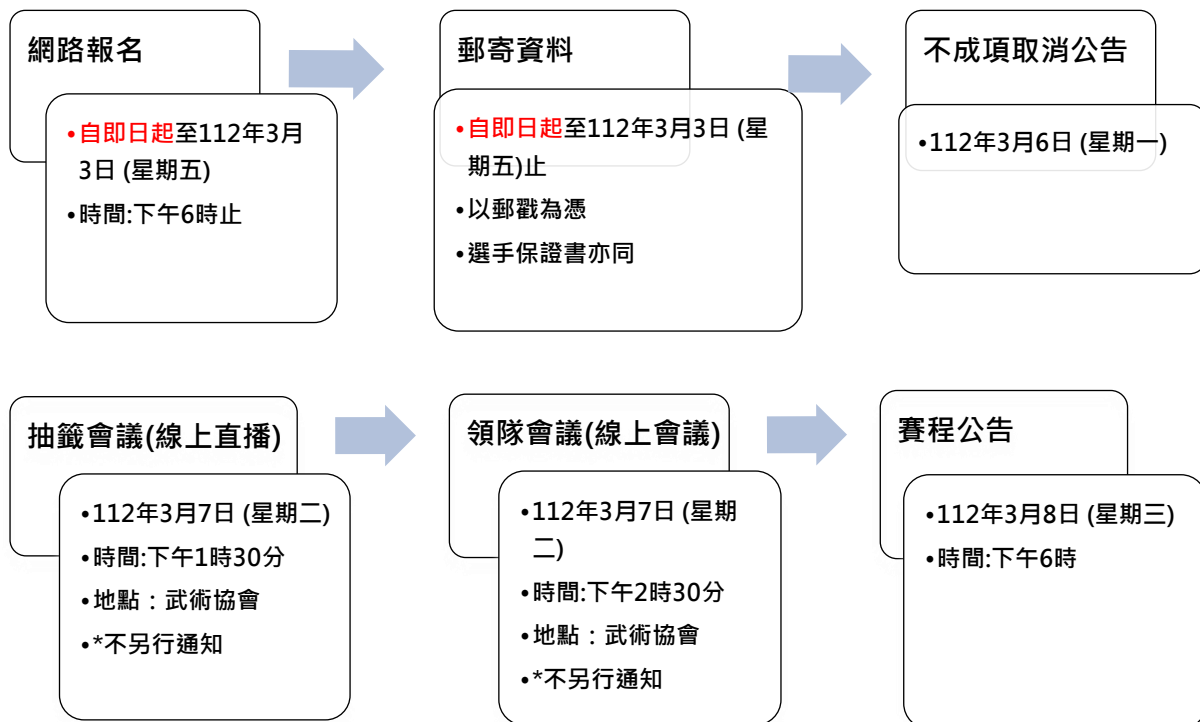 網路報名
•自即日起至112年3月
3日 (星期五)
•時間:下午6時止
郵寄資料
•自即日起至112年3月3日 (星
期五)止
•以郵戳為憑
•選手保證書亦同
不成項取消公告
•112年3月6日 (星期一)
抽籤會議(線上直播)
•112年3月7日 (星期二)
•時間:下午1時30分
•地點：武術協會
•*不另行通知
領隊會議(線上會議)
•112年3月7日 (星期
二)
•時間:下午2時30分
•地點：武術協會
•*不另行通知
賽程公告
•112年3月8日 (星期三)
•時間:下午6時